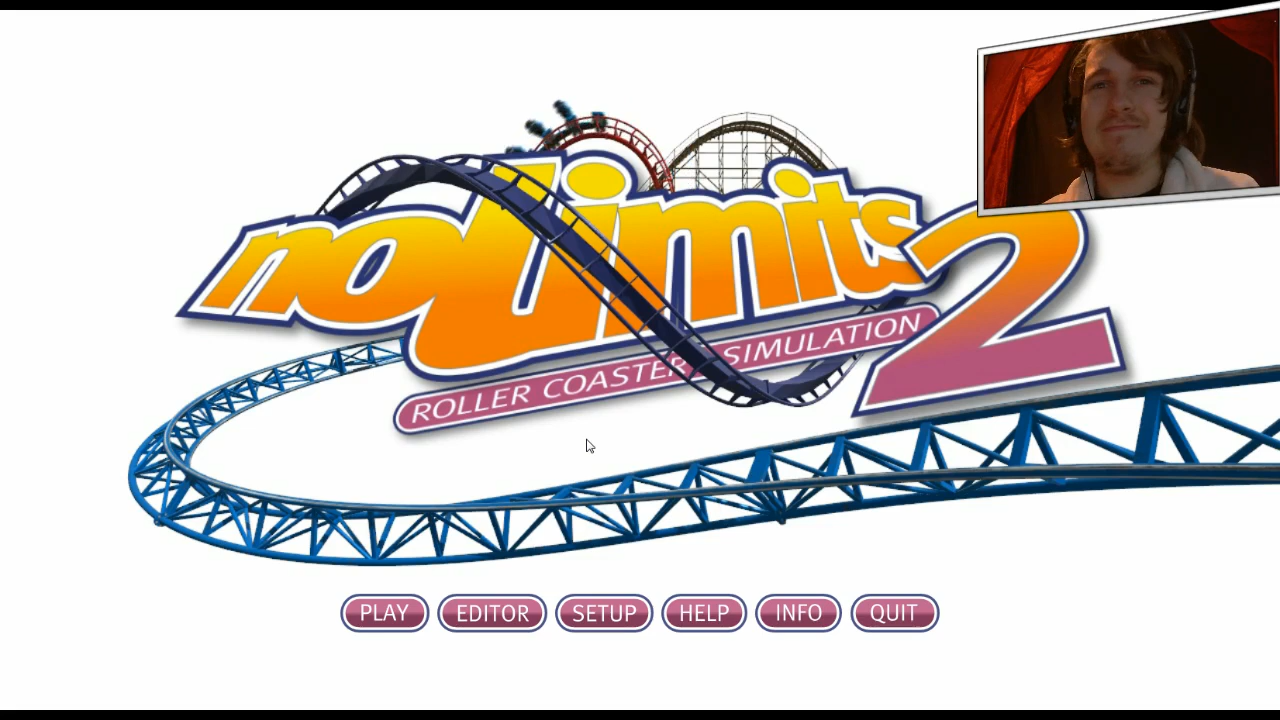 noLimits 2
ROLLER COASTER SIMULATION
PLAY EDITOR SETUP HELP INFO QUIT